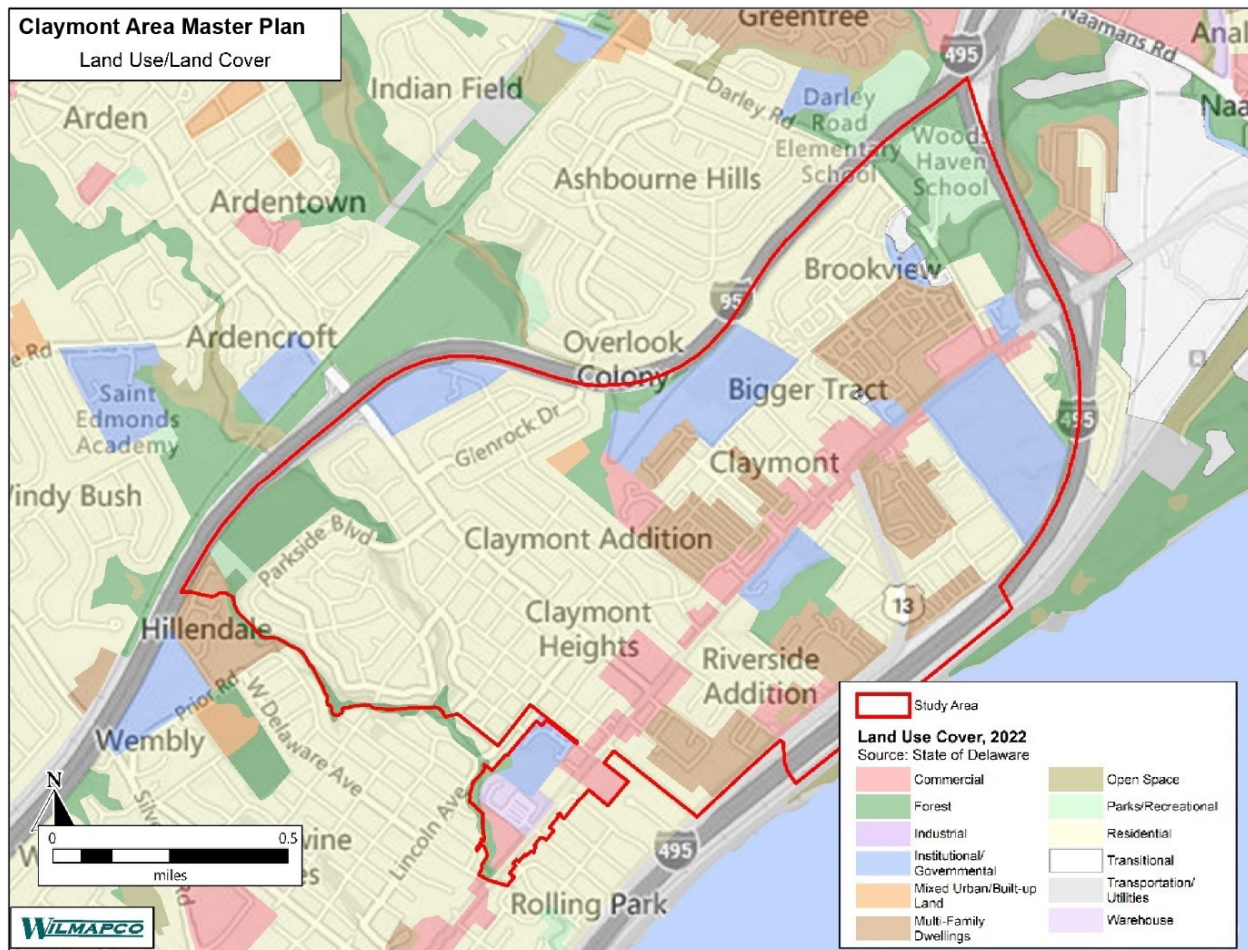 Claymont Area Master Plan
Land Use/Land Cover
Greentree
495
Naamans Rd
Anal
Indian Field
Darley Rd
Darley
Road
Elementary
School
Woods
Haven
School
Naa
Arden
Ashbourne Hills
Ardentown
Brookview
95
Ardencroft
Overlook
Colony
e Rd
Bigger Tract
Saint
Edmonds
Academy
Glenrock Dr
495
Claymont
indy Bush
Claymont Addition
Parkside Blvd
13
Claymont
Heights
Hillendale
Riverside
Addition
Prior Rd
W Delaware Ave
Wembly
Lincoln Ave
495
Rolling Park
N
0 0.5
miles
WILMAPCO
Study Area
Land Use Cover, 2022
Source: State of Delaware
Commercial
Forest
Industrial
Institutional/
Governmental
Mixed Urban/Built-up
Land
Multi-Family
Dwellings
Open Space
Parks/Recreational
Residential
Transitional
Transportation/
Utilities
Warehouse